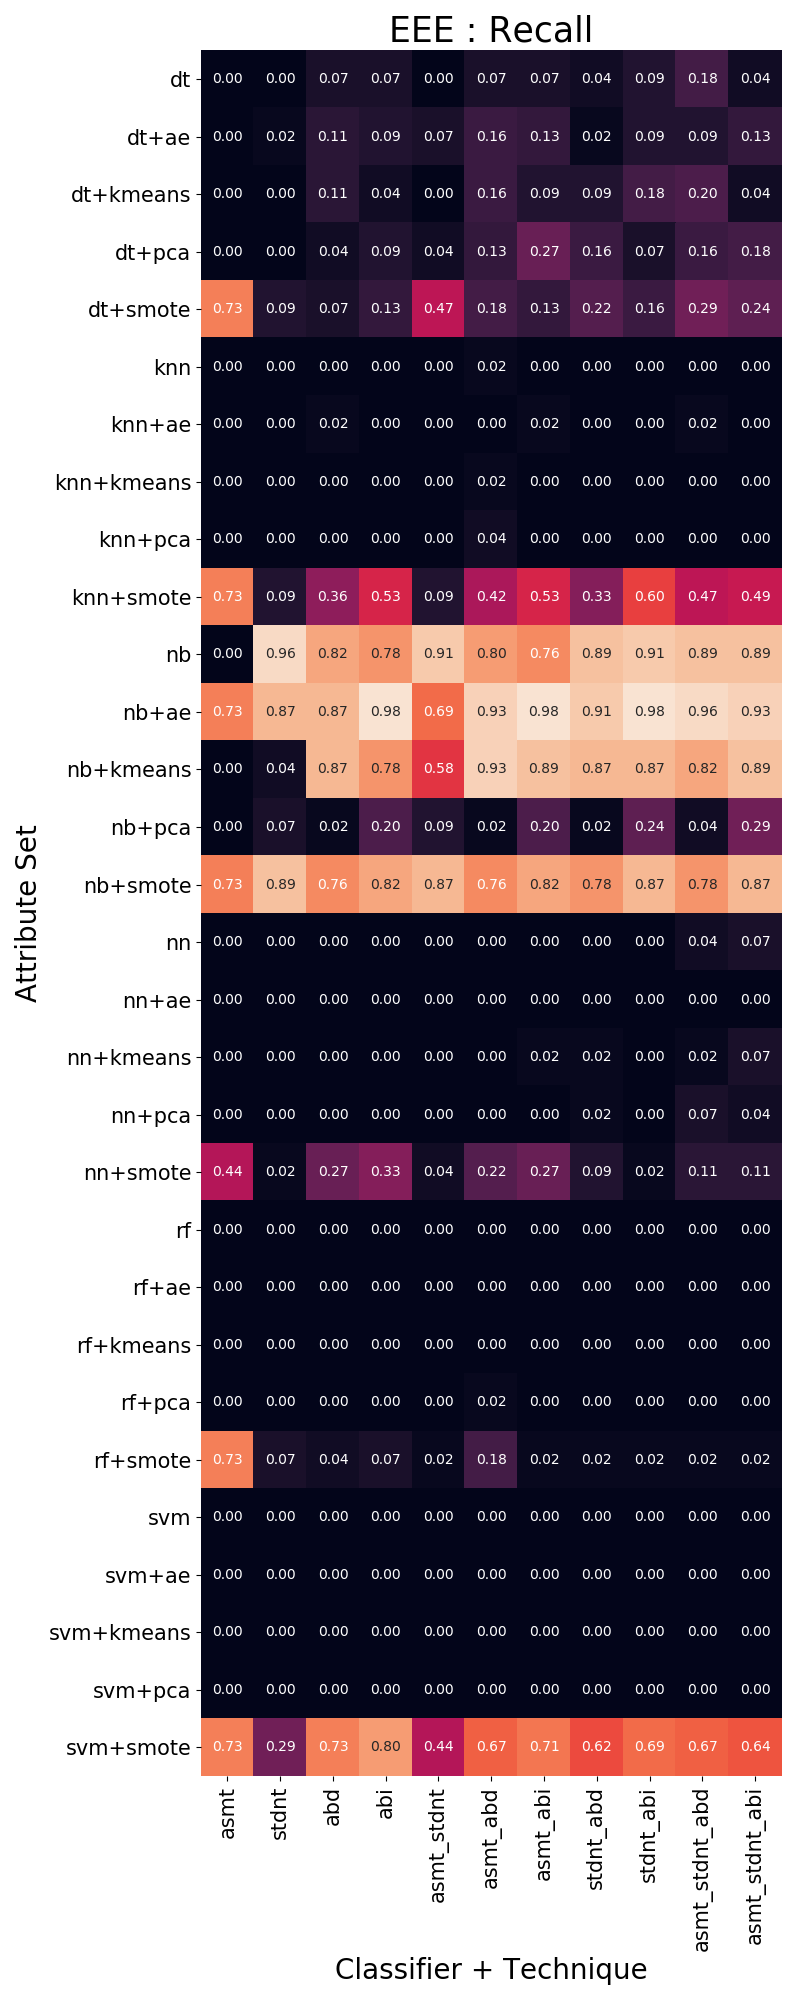 EEE : Recall
dt 0.00 0.00 0.07 0.07 0.00 0.07 0.07 0.04 0.09 0.18 0.04
dt+ae 0.00 0.02 0.11 0.09 0.07 0.16 0.13 0.02 0.09 0.09 0.13
dt+kmeans 0.00 0.00 0.11 0.04 0.00 0.16 0.09 0.09 0.18 0.20 0.04
dt+pca 0.00 0.00 0.04 0.09 0.04 0.13 0.27 0.16 0.07 0.16 0.18
dt+smote 0.73 0.09 0.07 0.13 0.47 0.18 0.13 0.22 0.16 0.29 0.24
knn 0.00 0.00 0.00 0.00 0.00 0.02 0.00 0.00 0.00 0.00 0.00
knn+ae 0.00 0.00 0.02 0.00 0.00 0.00 0.02 0.00 0.00 0.02 0.00
knn+kmeans 0.00 0.00 0.00 0.00 0.00 0.02 0.00 0.00 0.00 0.00 0.00
knn+pca 0.00 0.00 0.00 0.00 0.00 0.04 0.00 0.00 0.00 0.00 0.00
knn+smote 0.73 0.09 0.36 0.53 0.09 0.42 0.53 0.33 0.60 0.47 0.49
nb 0.00 0.96 0.82 0.78 0.91 0.80 0.76 0.89 0.91 0.89 0.89
nb+ae 0.73 0.87 0.87 0.98 0.69 0.93 0.98 0.91 0.98 0.96 0.93
nb+kmeans 0.00 0.04 0.87 0.78 0.58 0.93 0.89 0.87 0.87 0.82 0.89
nb+pca 0.00 0.07 0.02 0.20 0.09 0.02 0.20 0.02 0.24 0.04 0.29
nb+smote 0.73 0.89 0.76 0.82 0.87 0.76 0.82 0.78 0.87 0.78 0.87
nn 0.00 0.00 0.00 0.00 0.00 0.00 0.00 0.00 0.00 0.04 0.07
nn+ae 0.00 0.00 0.00 0.00 0.00 0.00 0.00 0.00 0.00 0.00 0.00
nn+kmeans 0.00 0.00 0.00 0.00 0.00 0.00 0.02 0.02 0.00 0.02 0.07
nn+pca 0.00 0.00 0.00 0.00 0.00 0.00 0.00 0.02 0.00 0.07 0.04
nn+smote 0.44 0.02 0.27 0.33 0.04 0.22 0.27 0.09 0.02 0.11 0.11
rf 0.00 0.00 0.00 0.00 0.00 0.00 0.00 0.00 0.00 0.00 0.00
rf+ae 0.00 0.00 0.00 0.00 0.00 0.00 0.00 0.00 0.00 0.00 0.00
rf+kmeans 0.00 0.00 0.00 0.00 0.00 0.00 0.00 0.00 0.00 0.00 0.00
rf+pca 0.00 0.00 0.00 0.00 0.00 0.02 0.00 0.00 0.00 0.00 0.00
rf+smote 0.73 0.07 0.04 0.07 0.02 0.18 0.02 0.02 0.02 0.02 0.02
svm 0.00 0.00 0.00 0.00 0.00 0.00 0.00 0.00 0.00 0.00 0.00
svm+ae 0.00 0.00 0.00 0.00 0.00 0.00 0.00 0.00 0.00 0.00 0.00
svm+kmeans 0.00 0.00 0.00 0.00 0.00 0.00 0.00 0.00 0.00 0.00 0.00
svm+pca 0.00 0.00 0.00 0.00 0.00 0.00 0.00 0.00 0.00 0.00 0.00
svm+smote 0.73 0.29 0.73 0.80 0.44 0.67 0.71 0.62 0.69 0.67 0.64
Attribute Set
asmt
stdnt
abd
abi
asmt_stdnt
asmt_abd
asmt_abi
stdnt_abd
stdnt_abi
asmt_stdnt_abd
asmt_stdnt_abi
Classifier + Technique